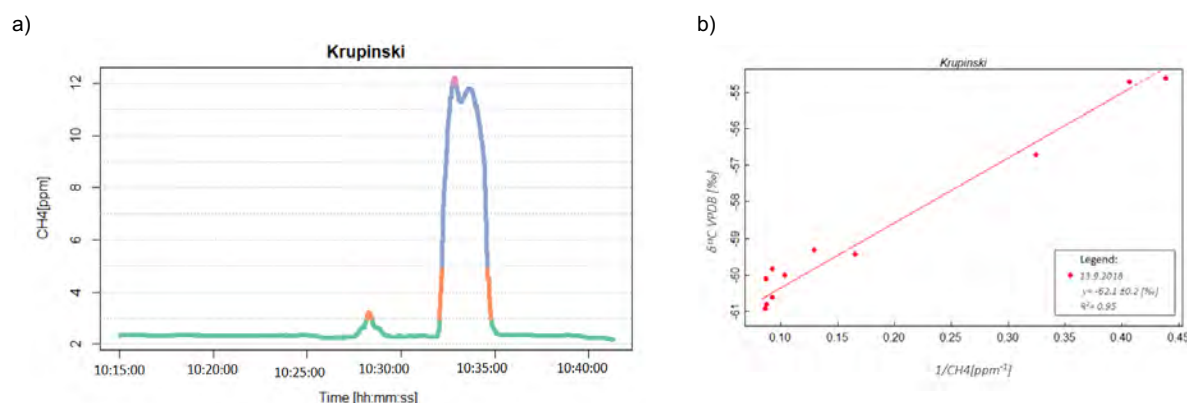 a)
Krupinski
CH4[ppm]
12
10
8
6
4
2
10:15:00 10:20:00 10:25:00 10:30:00 10:35:00 10:40:00
Time [hh:mm:ss]
b)
Krupinski
δ¹³C VPDB [‰]
-55
-56
-57
-58
-59
-60
-61
Legend:
13.9.2018
y= -62.1 ±0.2 [‰]
R²= 0.95
0.10 0.15 0.20 0.25 0.30 0.35 0.40 0.45
1/CH4[ppm⁻¹]